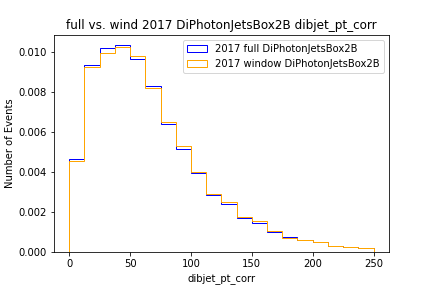 full vs. wind 2017 DiPhotonJetsBox2B dibjet_pt_corr
2017 full DiPhotonJetsBox2B
2017 window DiPhotonJetsBox2B
Number of Events
0.010
0.008
0.006
0.004
0.002
0.000
0 50 100 150 200 250
dibjet_pt_corr